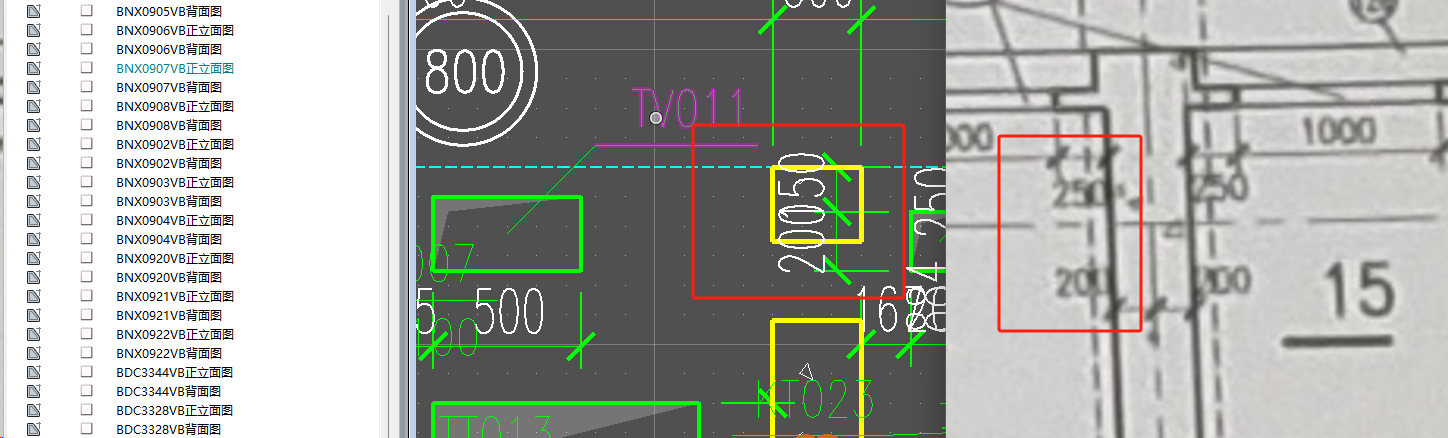 BNX0905VB背面图
BNX0906VB正立面图
BNX0906VB背面图
BNX0907VB正立面图
BNX0907VB背面图
BNX0908VB正立面图
BNX0908VB背面图
BNX0902VB正立面图
BNX0902VB背面图
BNX0903VB正立面图
BNX0903VB背面图
BNX0904VB正立面图
BNX0904VB背面图
BNX0920VB正立面图
BNX0920VB背面图
BNX0921VB正立面图
BNX0921VB背面图
BNX0922VB正立面图
BNX0922VB背面图
BDC3344VB正立面图
BDC3344VB背面图
BDC3328VB正立面图
BDC3328VB背面图
800
TY011
250
500
MT023
TT013
1000
250
250
200
200
15